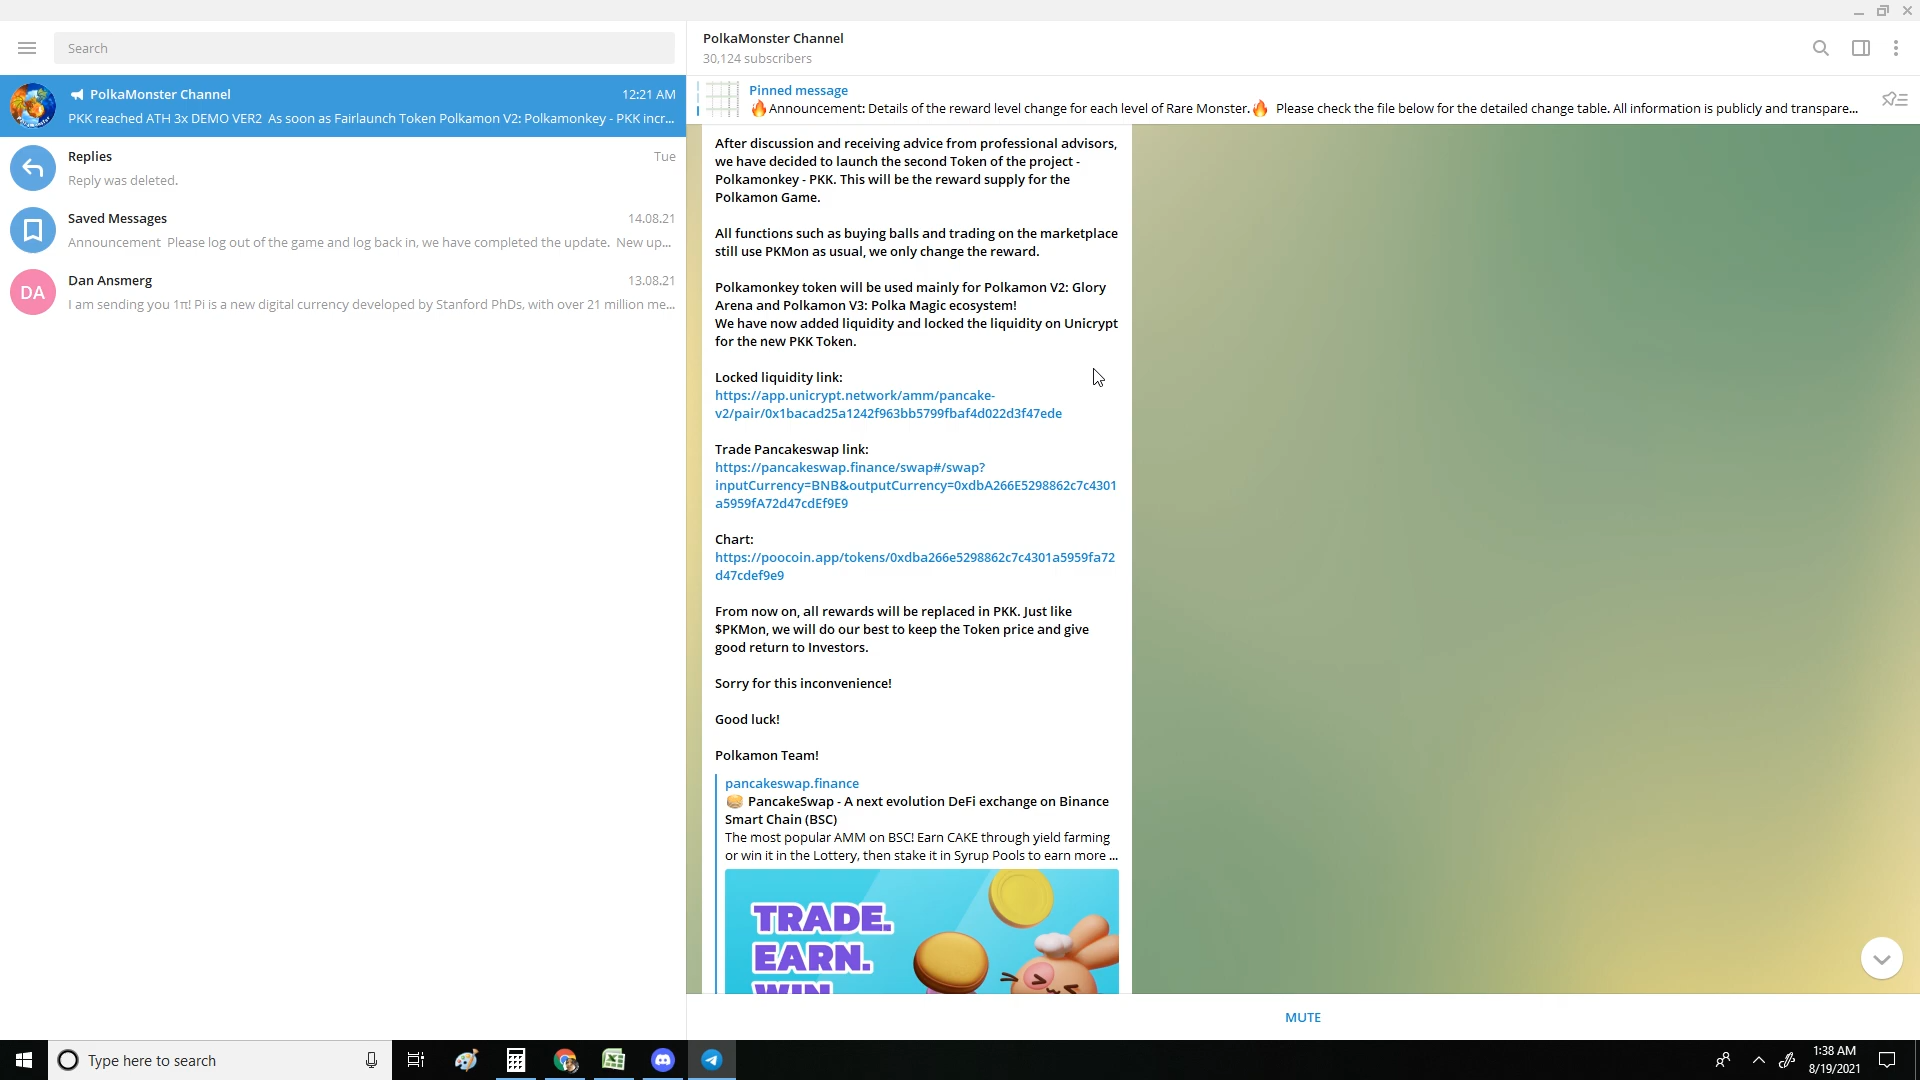 Search
PolkaMonster Channel
12:21 AM
PKK reached ATH 3x DEMO VER2 As soon as Fairlaunch Token Polkamon V2: Polkamonkey - PKK incr...
Replies
Tue
Reply was deleted.
Saved Messages
14.08.21
Announcement Please log out of the game and log back in, we have completed the update. New up...
DA
Dan Ansmerg
13.08.21
I am sending you 1π! Pi is a new digital currency developed by Stanford PhDs, with over 21 million me...
PolkaMonster Channel
30,124 subscribers
Pinned message
🔥Announcement: Details of the reward level change for each level of Rare Monster.🔥 Please check the file below for the detailed change table. All information is publicly and transpare...
After discussion and receiving advice from professional advisors,
we have decided to launch the second Token of the project -
Polkamonkey - PKK. This will be the reward supply for the
Polkamon Game.
All functions such as buying balls and trading on the marketplace
still use PKMon as usual, we only change the reward.
Polkamonkey token will be used mainly for Polkamon V2: Glory
Arena and Polkamon V3: Polka Magic ecosystem!
We have now added liquidity and locked the liquidity on Unicrypt
for the new PKK Token.
Locked liquidity link:
https://app.unicrypt.network/amm/pancake-
v2/pair/0x1bacad25a1242f963bb5799fbaf4d022d3f47ede
Trade Pancakeswap link:
https://pancakeswap.finance/swap#/swap?
inputCurrency=BNB&outputCurrency=0xdbA266E5298862c7c4301
a5959fA72d47cdEf9E9
Chart:
https://poocoin.app/tokens/0xdba266e5298862c7c4301a5959fa72
d47cdef9e9
From now on, all rewards will be replaced in PKK. Just like
$PKMon, we will do our best to keep the Token price and give
good return to Investors.
Sorry for this inconvenience!
Good luck!
Polkamon Team!
pancakeswap.finance
🥞 PancakeSwap - A next evolution DeFi exchange on Binance
Smart Chain (BSC)
The most popular AMM on BSC! Earn CAKE through yield farming
or win it in the Lottery, then stake it in Syrup Pools to earn more ...
TRADE.
EARN.
WIN
MUTE
Type here to search
1:38 AM
8/19/2021